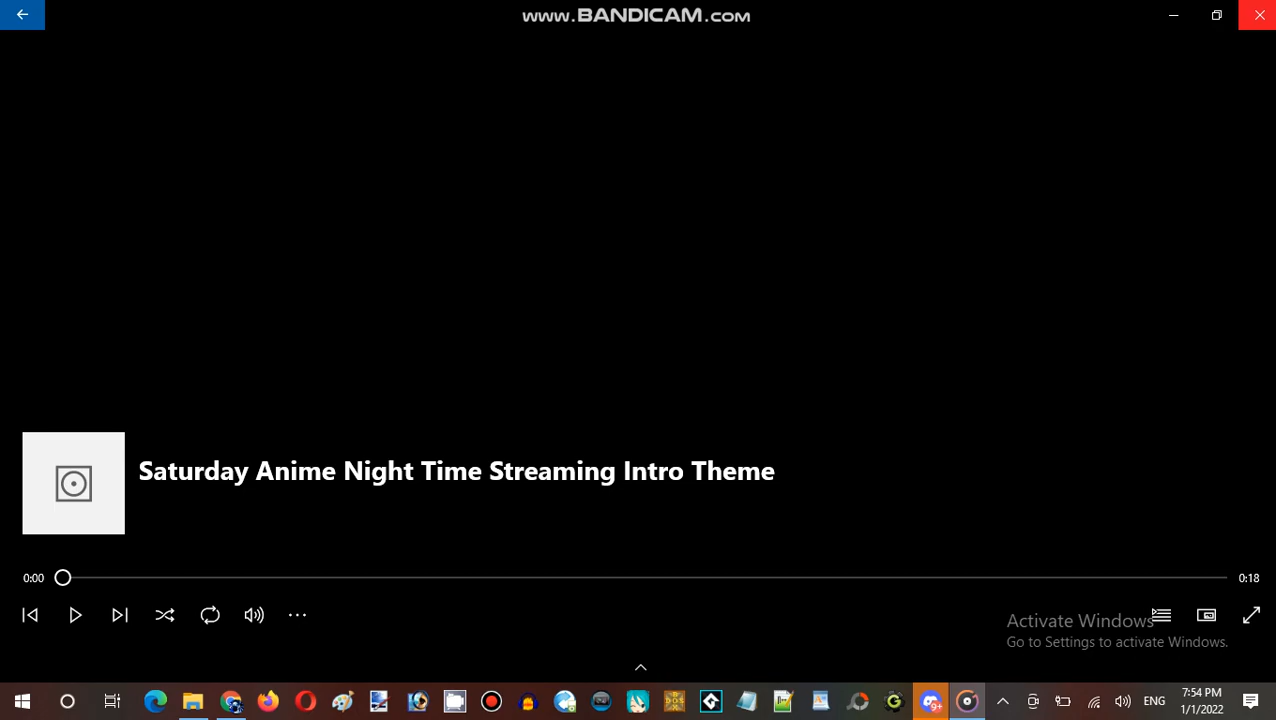 www.BANDICAM.com
Saturday Anime Night Time Streaming Intro Theme
0:00
0:18
Activate Windows
Go to Settings to activate Windows.
9+
ENG
7:54 PM
1/1/2022